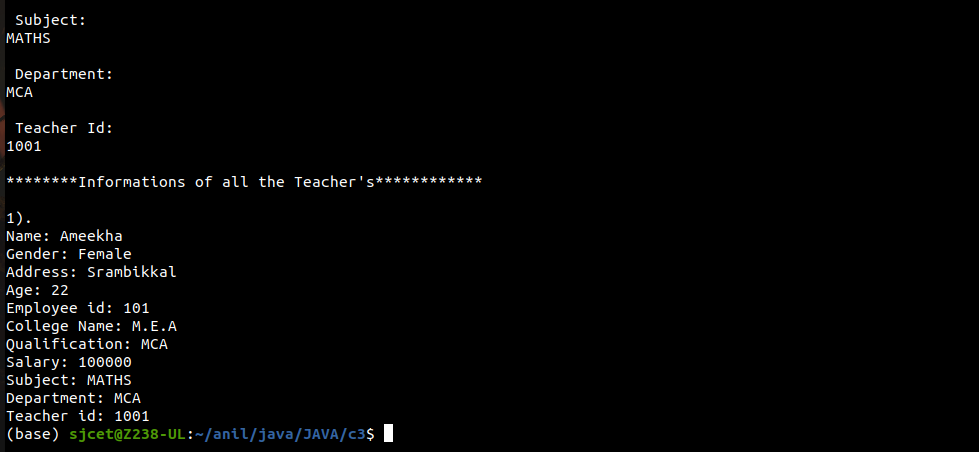 Subject:
MATHS
Department:
MCA
Teacher Id:
1001
********Informations of all the Teacher's************
1).
Name: Ameekha
Gender: Female
Address: Srambikkal
Age: 22
Employee id: 101
College Name: M.E.A
Qualification: MCA
Salary: 100000
Subject: MATHS
Department: MCA
Teacher id: 1001
(base) sjcet@Z238-UL:~/anil/java/JAVA/c3$